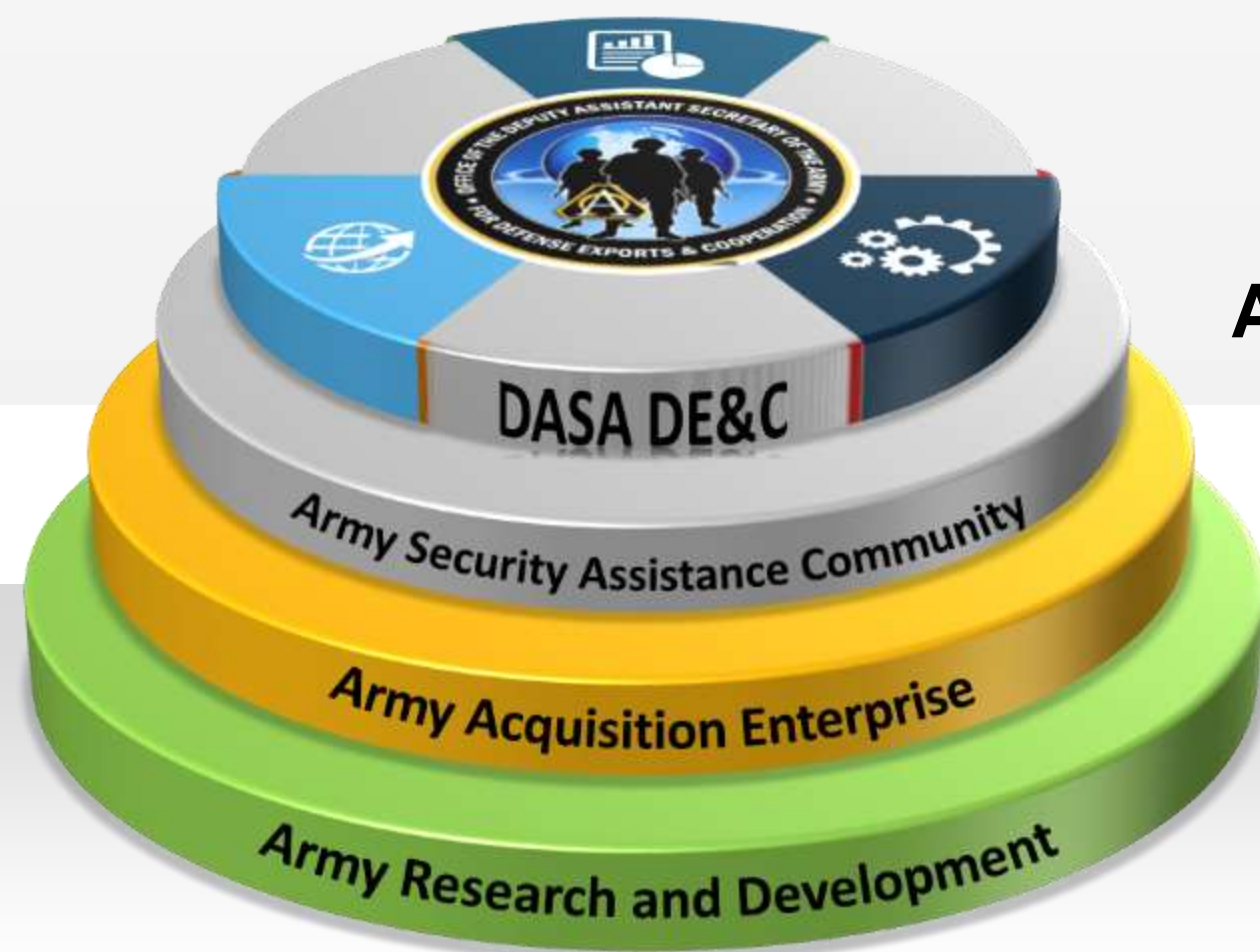 OFFICE OF THE DEPUTY ASSISTANT SECRETARY OF THE ARMY
FOR DEFENSE EXPORTS & COOPERATION
A
DASA DE&C
Army Security Assistance Community
Army Acquisition Enterprise
Army Research and Development